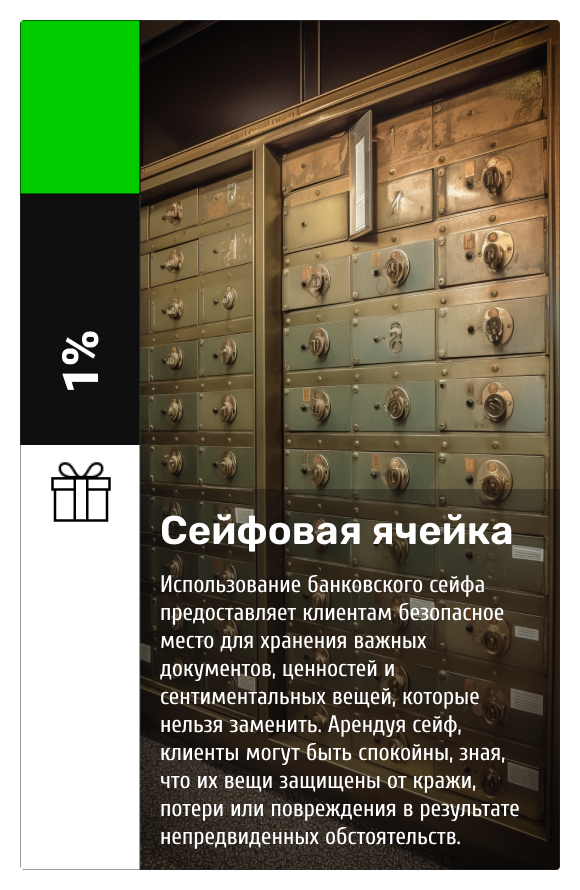 1%
Сейфовая ячейка
Использование банковского сейфа
предоставляет клиентам безопасное
место для хранения важных
документов, ценностей и
сентиментальных вещей, которые
нельзя заменить. Арендуя сейф,
клиенты могут быть спокойны, зная,
что их вещи защищены от кражи,
потери или повреждения в результате
непредвиденных обстоятельств.